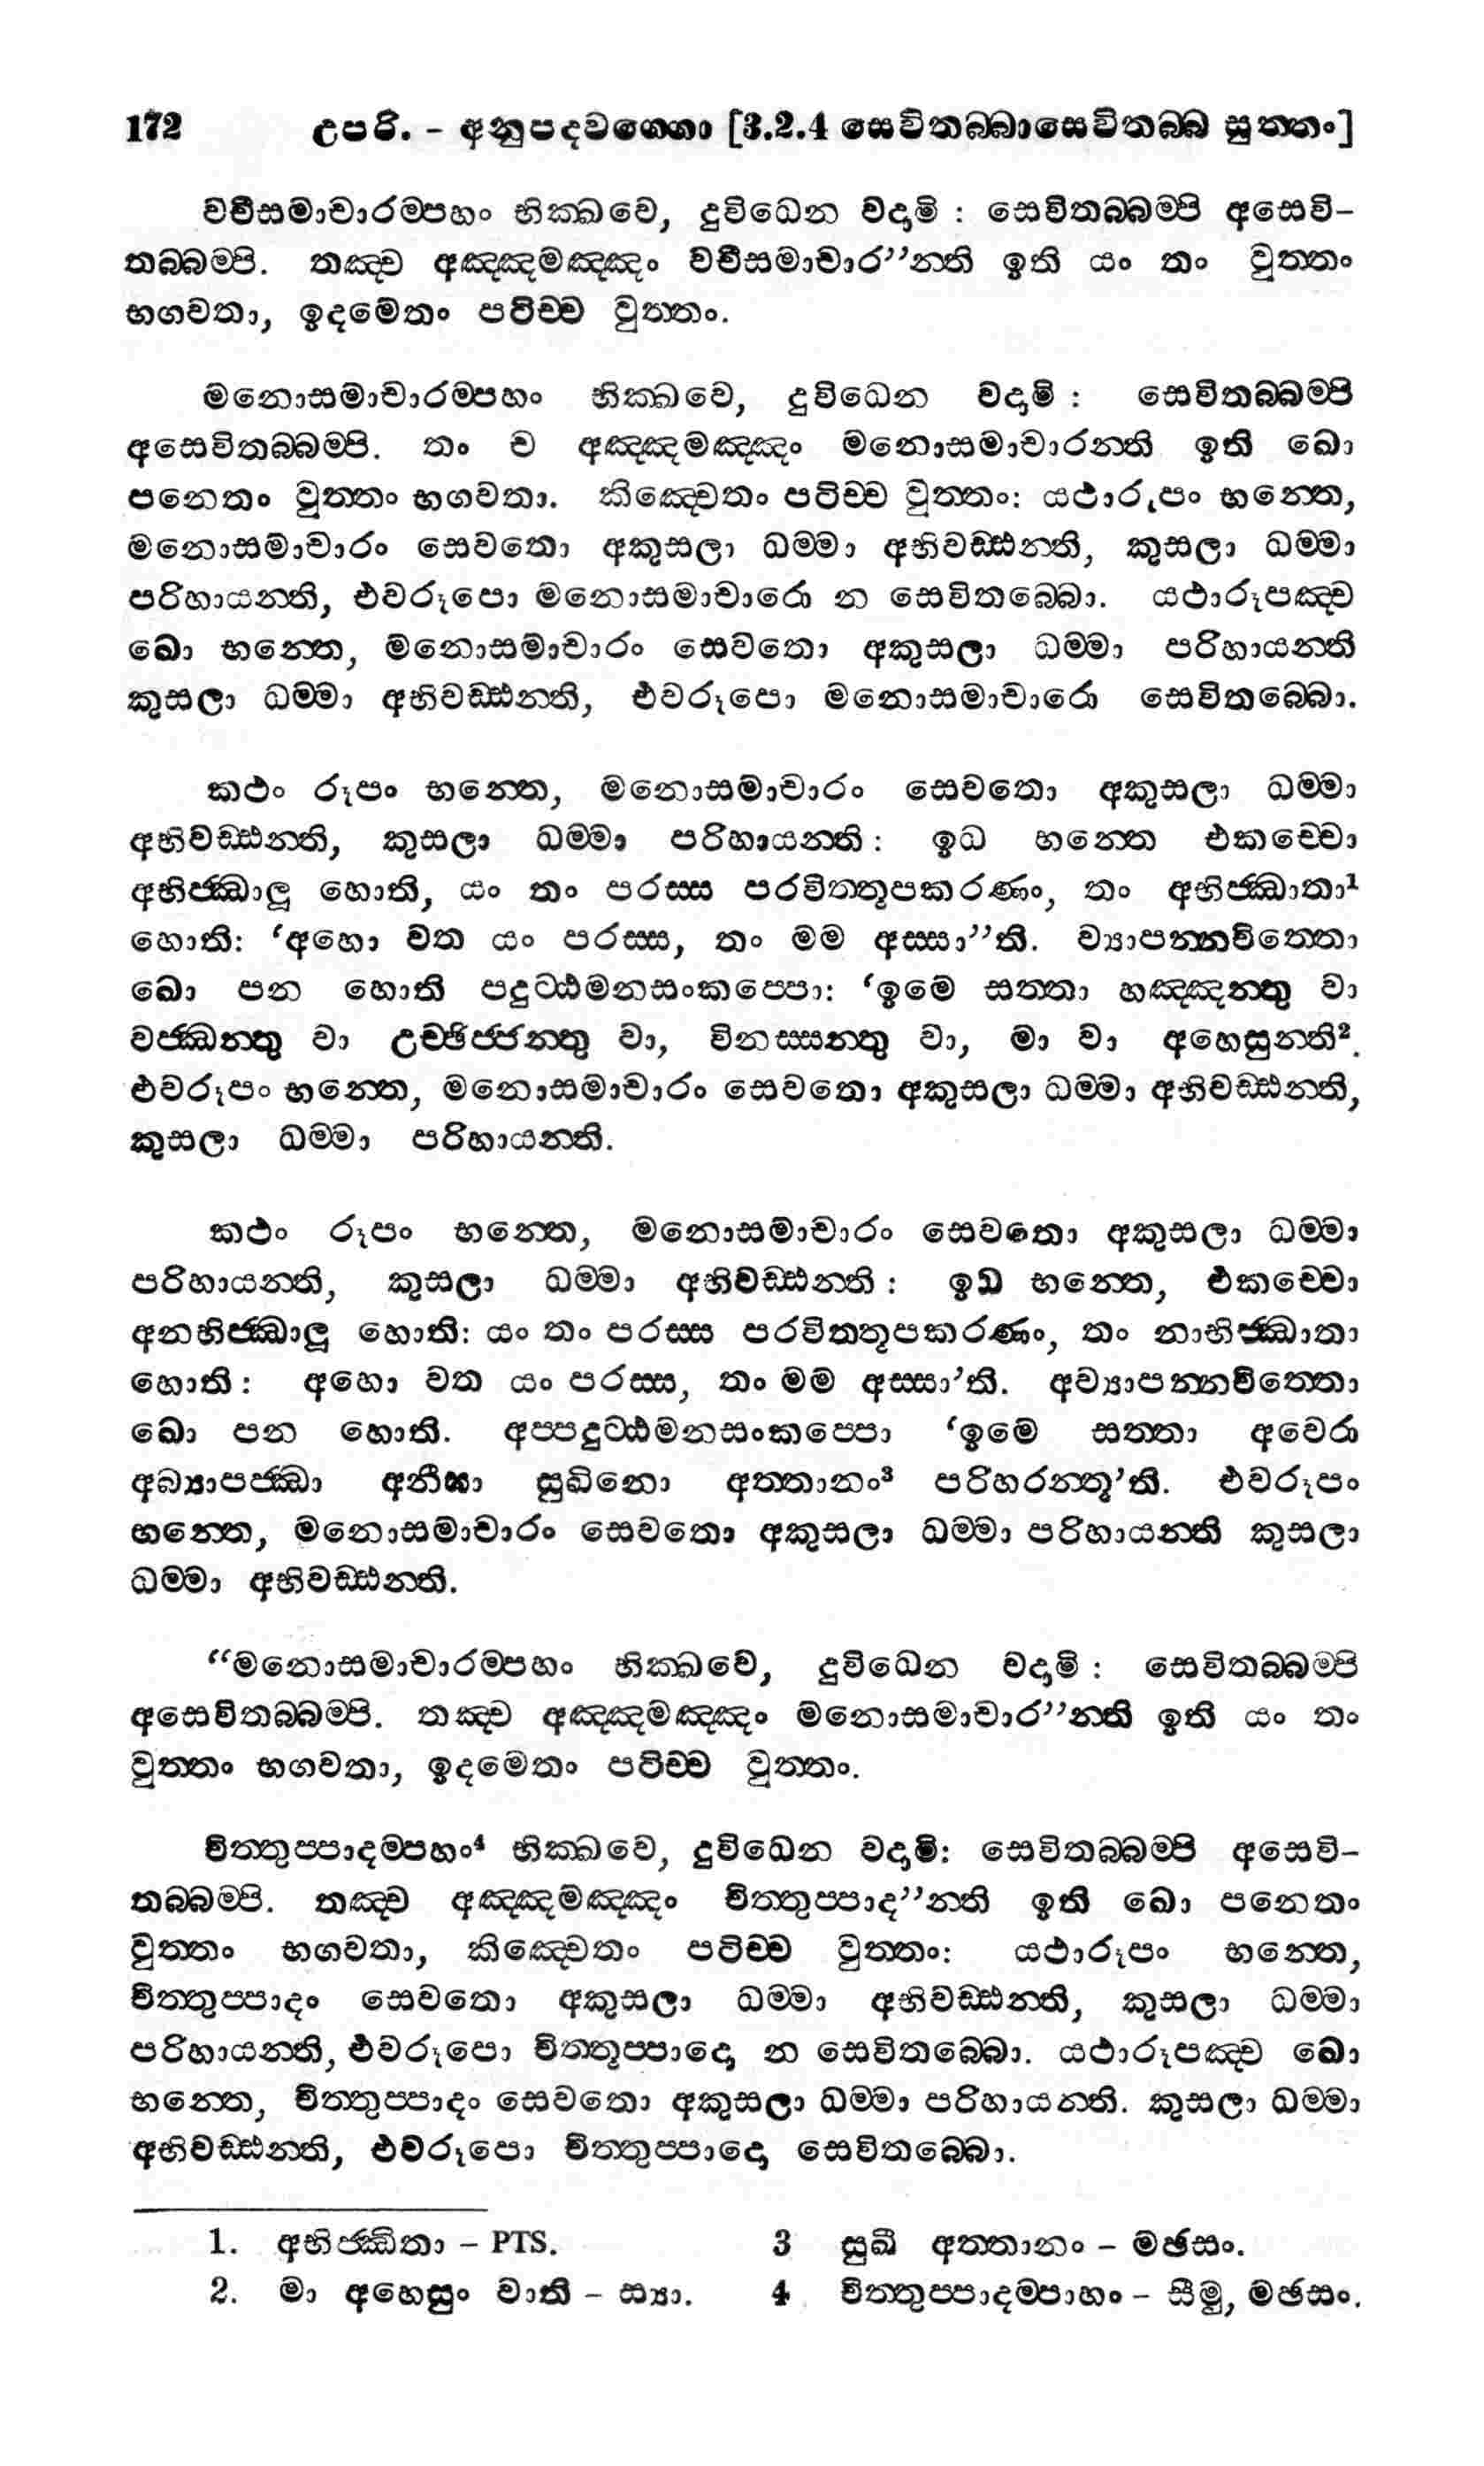 172 උපරි. - අනුපදවග්ගො [3.2.4 සෙවිතබ්බාසෙවිතබ්බ සුත්තං]
වචීසමාචාරම්පහං භික්ඛවෙ, දුවිධෙන වදාමි : සෙවිතබ්බම්පි අසෙවි-
තබ්බම්පි. තඤ්ච අඤ්ඤමඤ්ඤං වචීසමාචාර”න්ති ඉති යං තං වුත්තං
භගවතා, ඉදමෙතං පටිච්ච වුත්තං.
මනොසමාචාරම්පහං භික්ඛවෙ, දුවිධෙන වදාමි : සෙවිතබ්බම්පි
අසෙවිතබ්බම්පි. තං ච අඤ්ඤමඤ්ඤං මනොසමාචාරන්ති ඉති ඛො
පනෙතං වුත්තං භගවතා. කිඤ්චෙතං පටිච්ච වුත්තං: යථාරූපං භන්තෙ,
මනොසමාචාරං සෙවතො අකුසලා ධම්මා අභිවඩ්ඪන්ති, කුසලා ධම්මා
පරිහායන්ති, එවරූපො මනොසමාචාරො න සෙවිතබ්බො. යථාරූපඤ්ච
ඛො භන්තෙ, මනොසමාචාරං සෙවතො අකුසලා ධම්මා පරිහායන්ති
කුසලා ධම්මා අභිවඩ්ඪන්ති, එවරූපො මනොසමාචාරො සෙවිතබ්බො.
කථං රූපං භන්තෙ, මනොසමාචාරං සෙවතො අකුසලා ධම්මා
අභිවඩ්ඪන්ති, කුසලා ධම්මා පරිහායන්ති : ඉධ භන්තෙ එකච්චො
අභිජ්ඣාලූ හොති, යං තං පරස්ස පරවිත්තූපකරණං, තං අභිජ්ඣාතා¹
හොති: ‘අහො වත යං පරස්ස, තං මම අස්සා”ති. ව්‍යාපන්නචිත්තො
ඛො පන හොති පදුට්ඨමනසංකප්පො: ‘ඉමෙ සත්තා හඤ්ඤන්තු වා
වජ්ඣන්තු වා උච්ඡිජ්ජන්තු වා, විනස්සන්තු වා, මා වා අහෙසුන්ති².
එවරූපං භන්තෙ, මනොසමාචාරං සෙවතො අකුසලා ධම්මා අභිවඩ්ඪන්ති,
කුසලා ධම්මා පරිහායන්ති.
කථං රූපං භන්තෙ, මනොසමාචාරං සෙවතො අකුසලා ධම්මා
පරිහායන්ති, කුසලා ධම්මා අභිවඩ්ඪන්ති : ඉධ භන්තෙ, එකච්චො
අනභිජ්ඣාලූ හොති: යං තං පරස්ස පරවිත්තූපකරණං, තං නාභිජ්ඣාතා
හොති : අහො වත යං පරස්ස, තං මම අස්සා’ති. අව්‍යාපන්නචිත්තො
ඛො පන හොති. අප්පදුට්ඨමනසංකප්පො ‘ඉමෙ සත්තා අවෙරා
අබ්‍යාපජ්ඣා අනීඝා සුඛිනො අත්තානං³ පරිහරන්තූ’ති. එවරූපං
භන්තෙ, මනොසමාචාරං සෙවතො අකුසලා ධම්මා පරිහායන්ති කුසලා
ධම්මා අභිවඩ්ඪන්ති.
“මනොසමාචාරම්පහං භික්ඛවෙ, දුවිධෙන වදාමි : සෙවිතබ්බම්පි
අසෙවිතබ්බම්පි. තඤ්ච අඤ්ඤමඤ්ඤං මනොසමාචාර”න්ති ඉති යං තං
වුත්තං භගවතා, ඉදමෙතං පටිච්ච වුත්තං.
චිත්තුප්පාදම්පහං⁴ භික්ඛවෙ, දුවිධෙන වදාමි: සෙවිතබ්බම්පි අසෙවි-
තබ්බම්පි. තඤ්ච අඤ්ඤමඤ්ඤං චිත්තුප්පාද”න්ති ඉති ඛො පනෙතං
වුත්තං භගවතා, කිඤ්චෙතං පටිච්ච වුත්තං: යථාරූපං භන්තෙ,
චිත්තුප්පාදං සෙවතො අකුසලා ධම්මා අභිවඩ්ඪන්ති, කුසලා ධම්මා
පරිහායන්ති, එවරූපො චිත්තූප්පාදො න සෙවිතබ්බො. යථාරූපඤ්ච ඛො
භන්තෙ, චිත්තුප්පාදං සෙවතො අකුසලා ධම්මා පරිහායන්ති. කුසලා ධම්මා
අභිවඩ්ඪන්ති, එවරූපො චිත්තුප්පාදො සෙවිතබ්බො.
1. අභිජ්ඣිතා – PTS. 3 සුඛී අත්තානං – මඡසං.
2. මා අහෙසුං වාති – ස්‍යා. 4 චිත්තුප්පාදම්පාහං – සීමු, මඡසං.